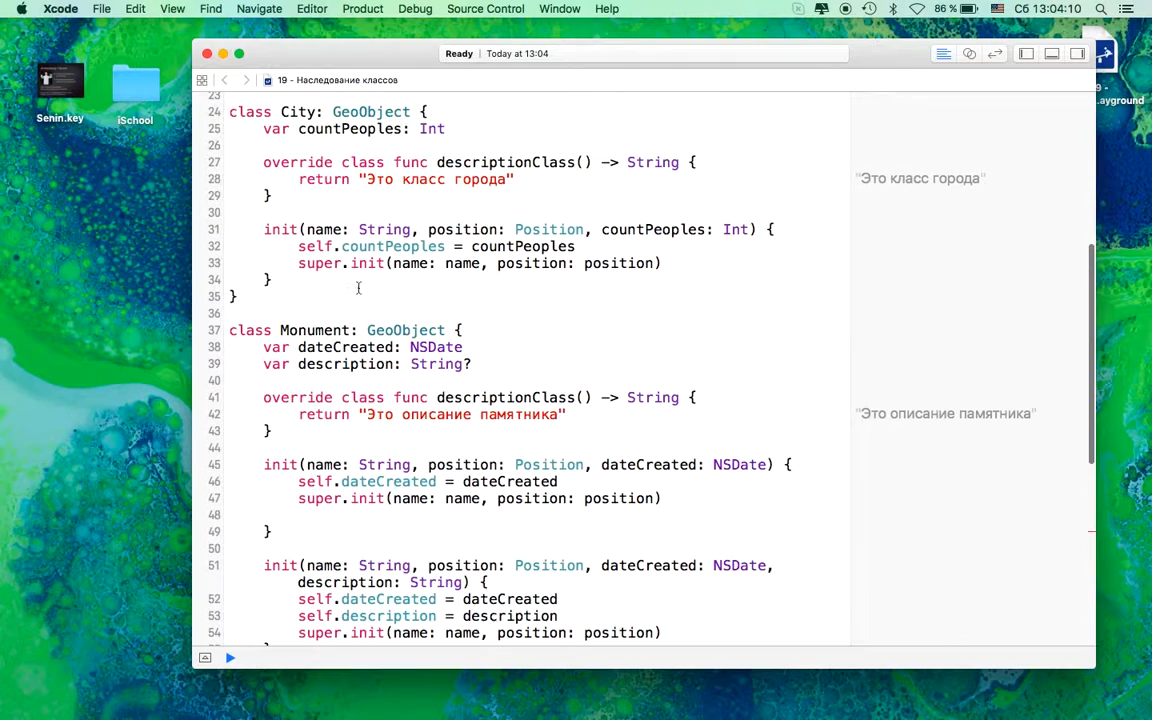 Xcode File Edit View Find Navigate Editor Product Debug Source Control Window Help 86 % Сб 13:04:10
Ready | Today at 13:04
19 - Наследование классов
Senin.key
iSchool
19 -
.ayground
23
24 class City: GeoObject {
25 var countPeoples: Int
26
27 override class func descriptionClass() -> String {
28 return "Это класс города"
"Это класс города"
29 }
30
31 init(name: String, position: Position, countPeoples: Int) {
32 self.countPeoples = countPeoples
33 super.init(name: name, position: position)
34 }
35 }
36
37 class Monument: GeoObject {
38 var dateCreated: NSDate
39 var description: String?
40
41 override class func descriptionClass() -> String {
42 return "Это описание памятника"
"Это описание памятника"
43 }
44
45 init(name: String, position: Position, dateCreated: NSDate) {
46 self.dateCreated = dateCreated
47 super.init(name: name, position: position)
48
49 }
50
51 init(name: String, position: Position, dateCreated: NSDate,
description: String) {
52 self.dateCreated = dateCreated
53 self.description = description
54 super.init(name: name, position: position)